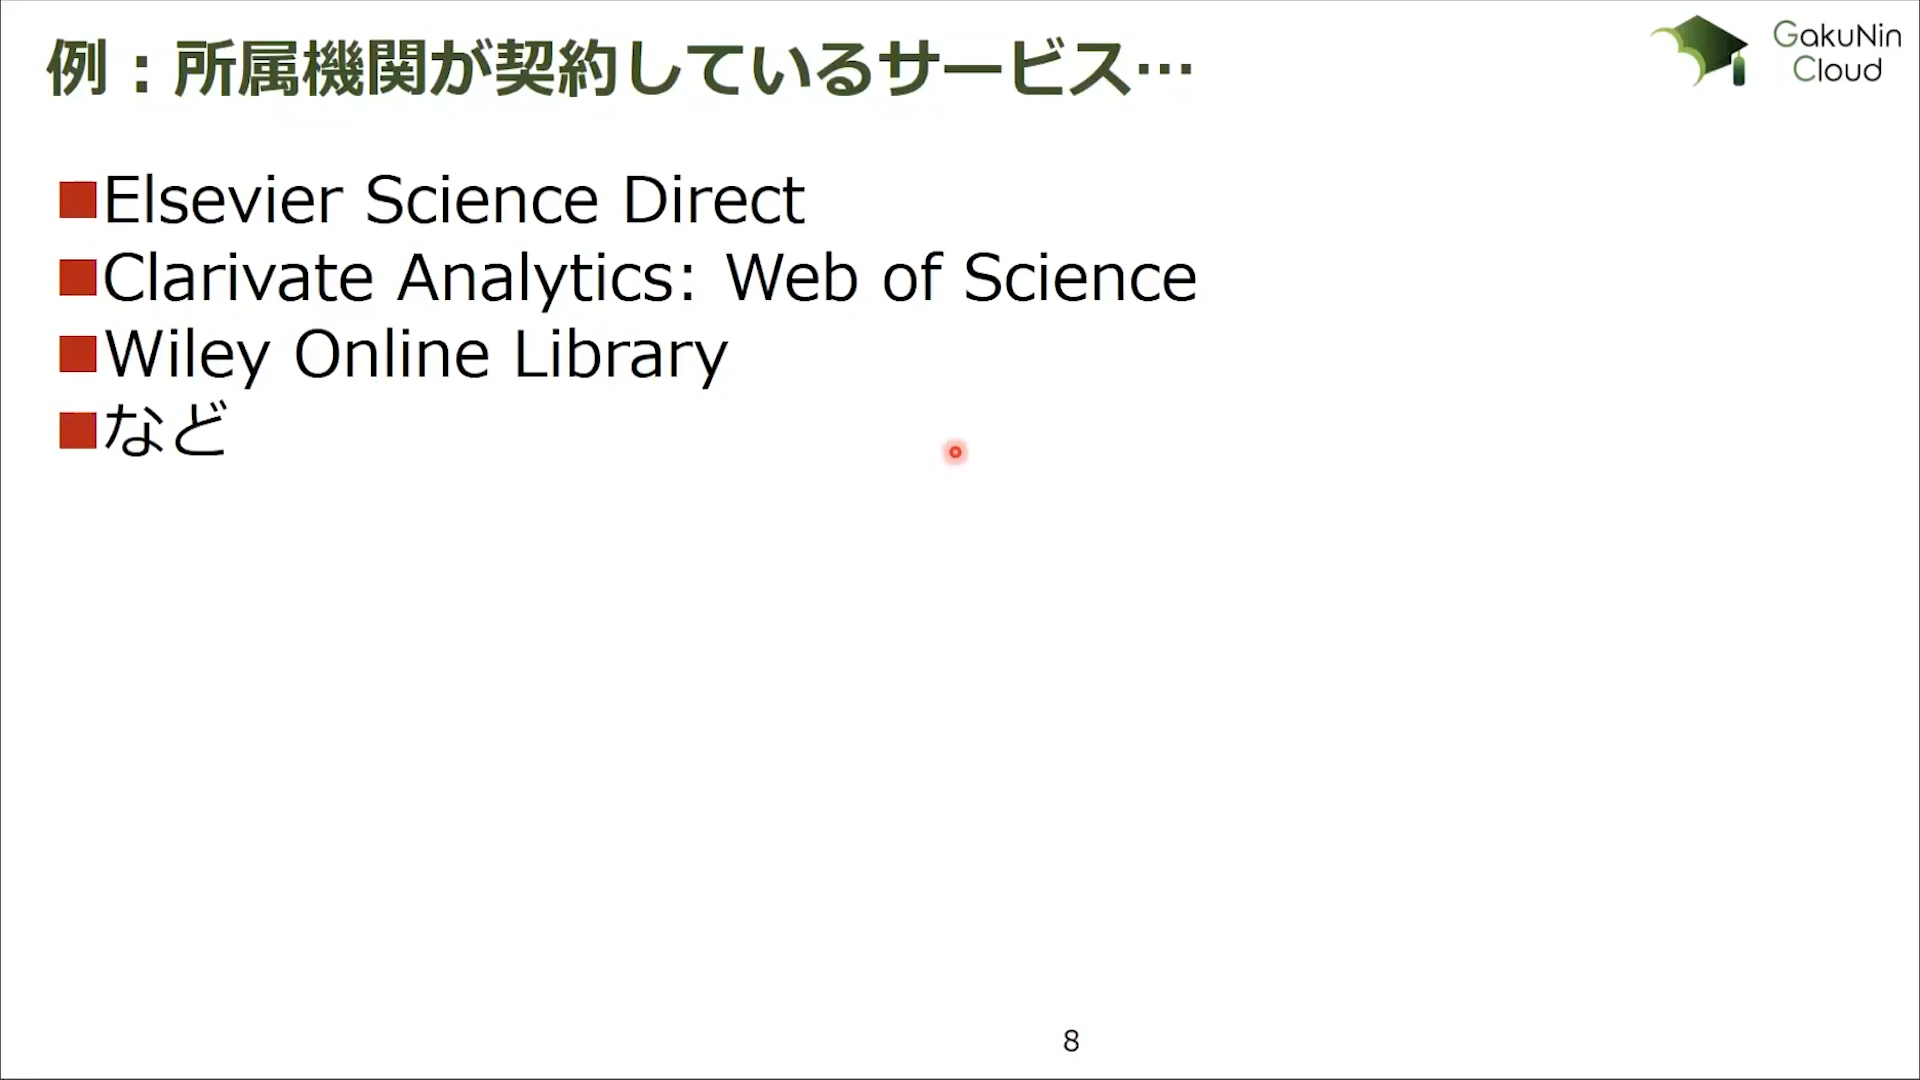 例：所属機関が契約しているサービス…
GakuNin
Cloud
Elsevier Science Direct
Clarivate Analytics: Web of Science
Wiley Online Library
など
8